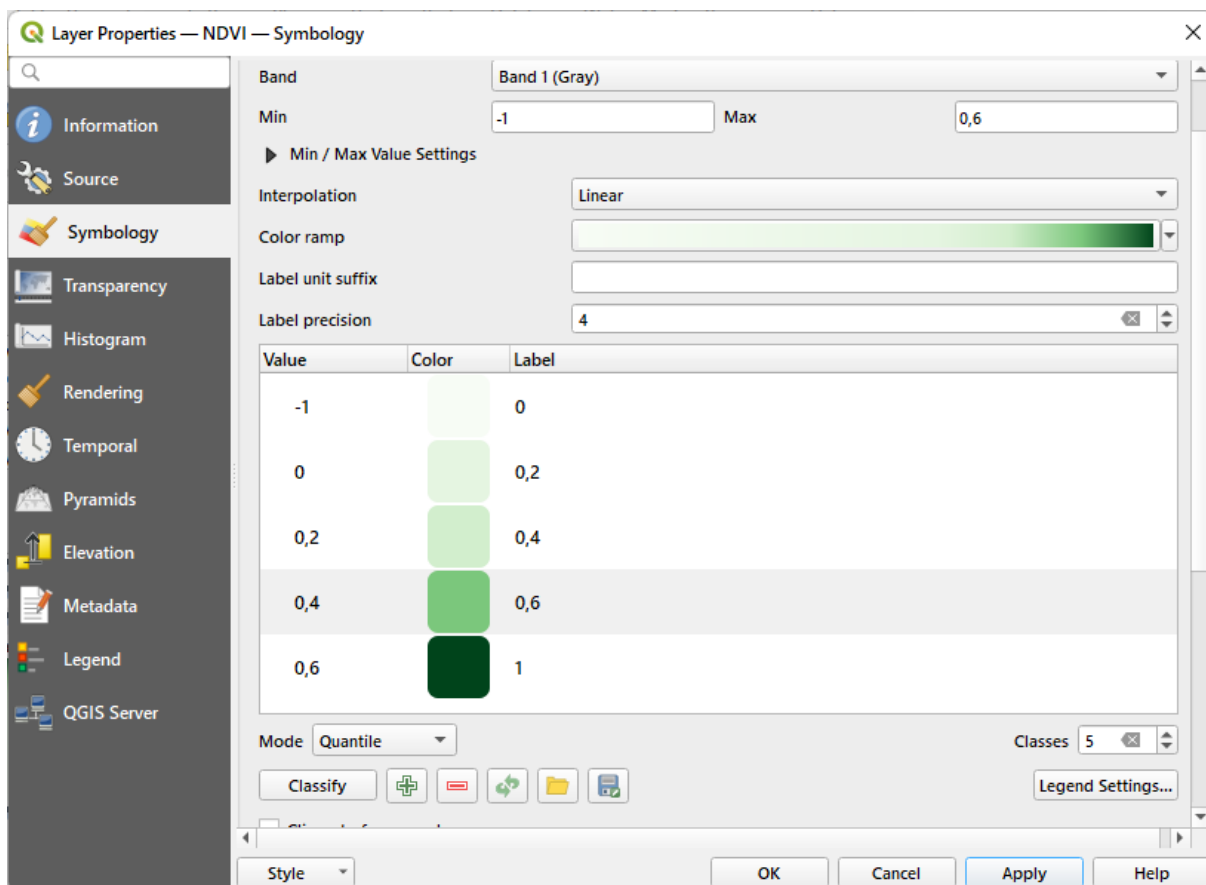 Layer Properties — NDVI — Symbology
Information
Source
Symbology
Transparency
Histogram
Rendering
Temporal
Pyramids
Elevation
Metadata
Legend
QGIS Server
Band Band 1 (Gray)
Min -1 Max 0,6
Min / Max Value Settings
Interpolation Linear
Color ramp
Label unit suffix
Label precision 4
Value Color Label
-1 0
0 0,2
0,2 0,4
0,4 0,6
0,6 1
Mode Quantile Classes 5
Classify Legend Settings...
Style OK Cancel Apply Help